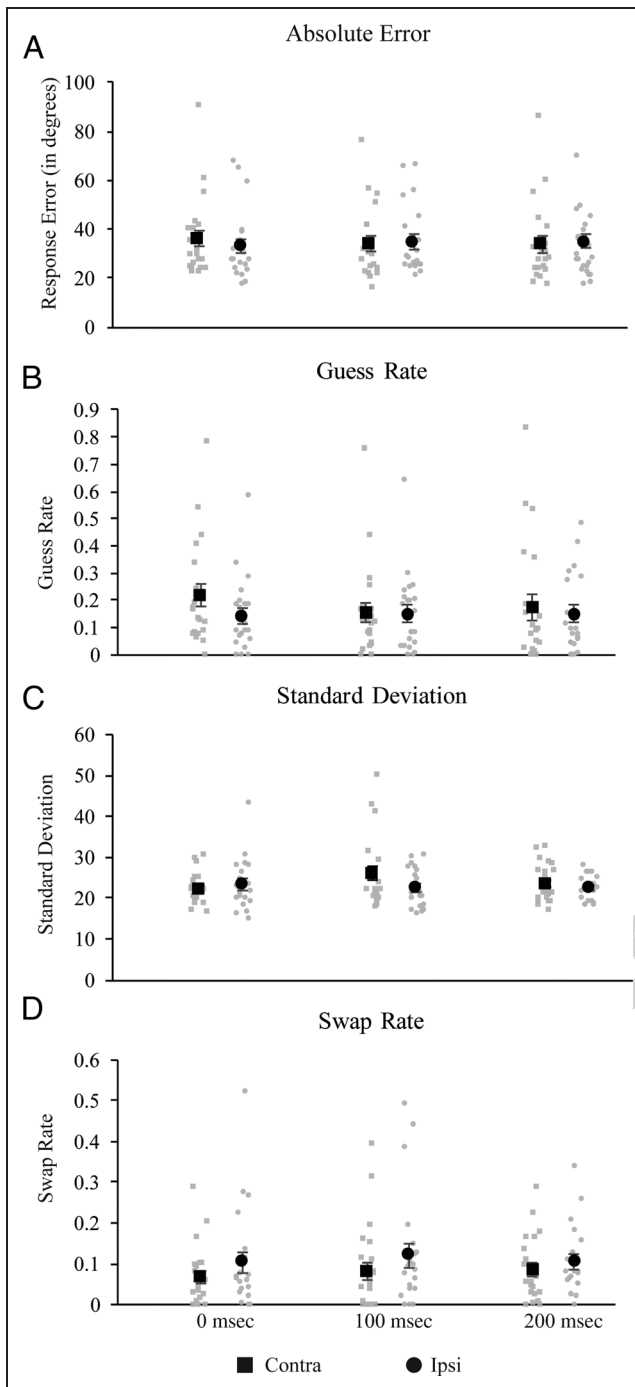 A
Absolute Error
Response Error (in degrees)
100
80
60
40
20
0
B
Guess Rate
Guess Rate
0.9
0.8
0.7
0.6
0.5
0.4
0.3
0.2
0.1
0
C
Standard Deviation
Standard Deviation
60
50
40
30
20
10
0
D
Swap Rate
Swap Rate
0.6
0.5
0.4
0.3
0.2
0.1
0
0 msec 100 msec 200 msec
Contra Ipsi